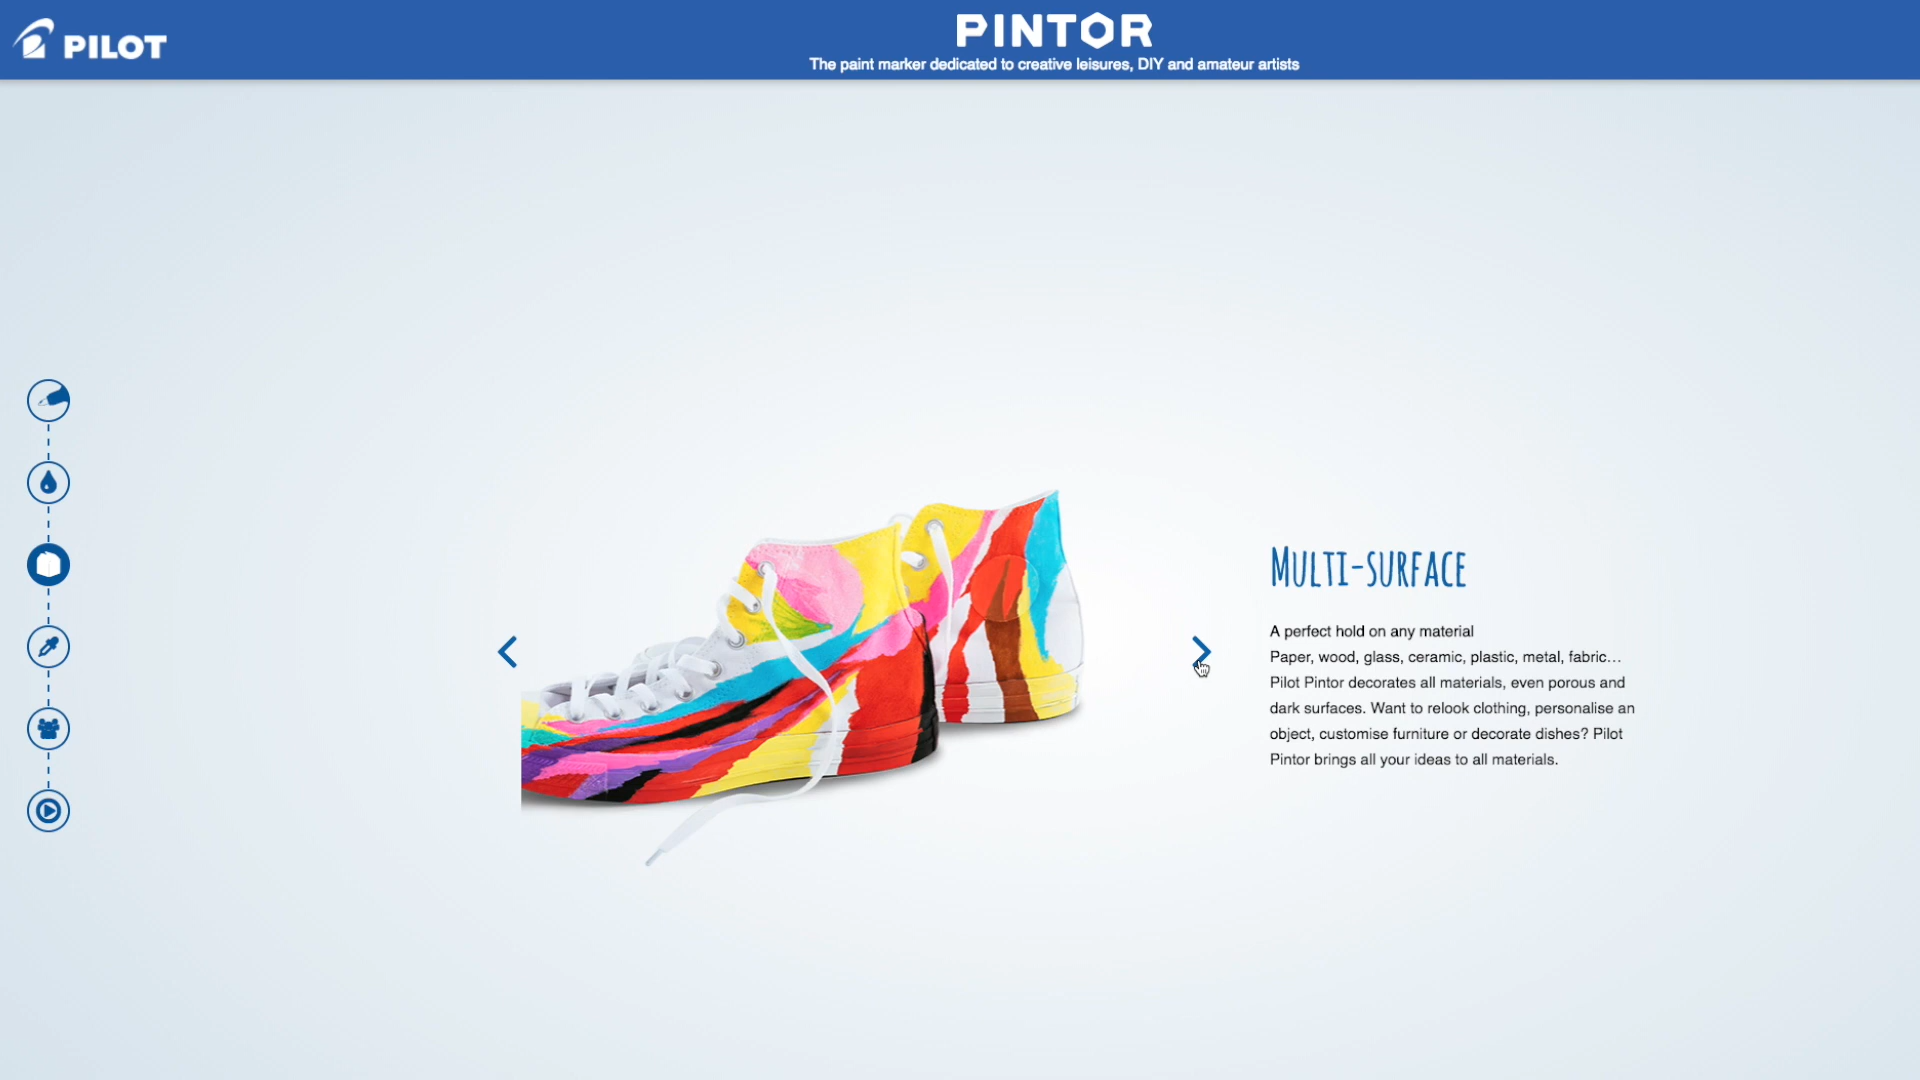 PILOT
PINTOR
The paint marker dedicated to creative leisures, DIY and amateur artists
MULTI-SURFACE
A perfect hold on any material
Paper, wood, glass, ceramic, plastic, metal, fabric...
Pilot Pintor decorates all materials, even porous and
dark surfaces. Want to relook clothing, personalise an
object, customise furniture or decorate dishes? Pilot
Pintor brings all your ideas to all materials.